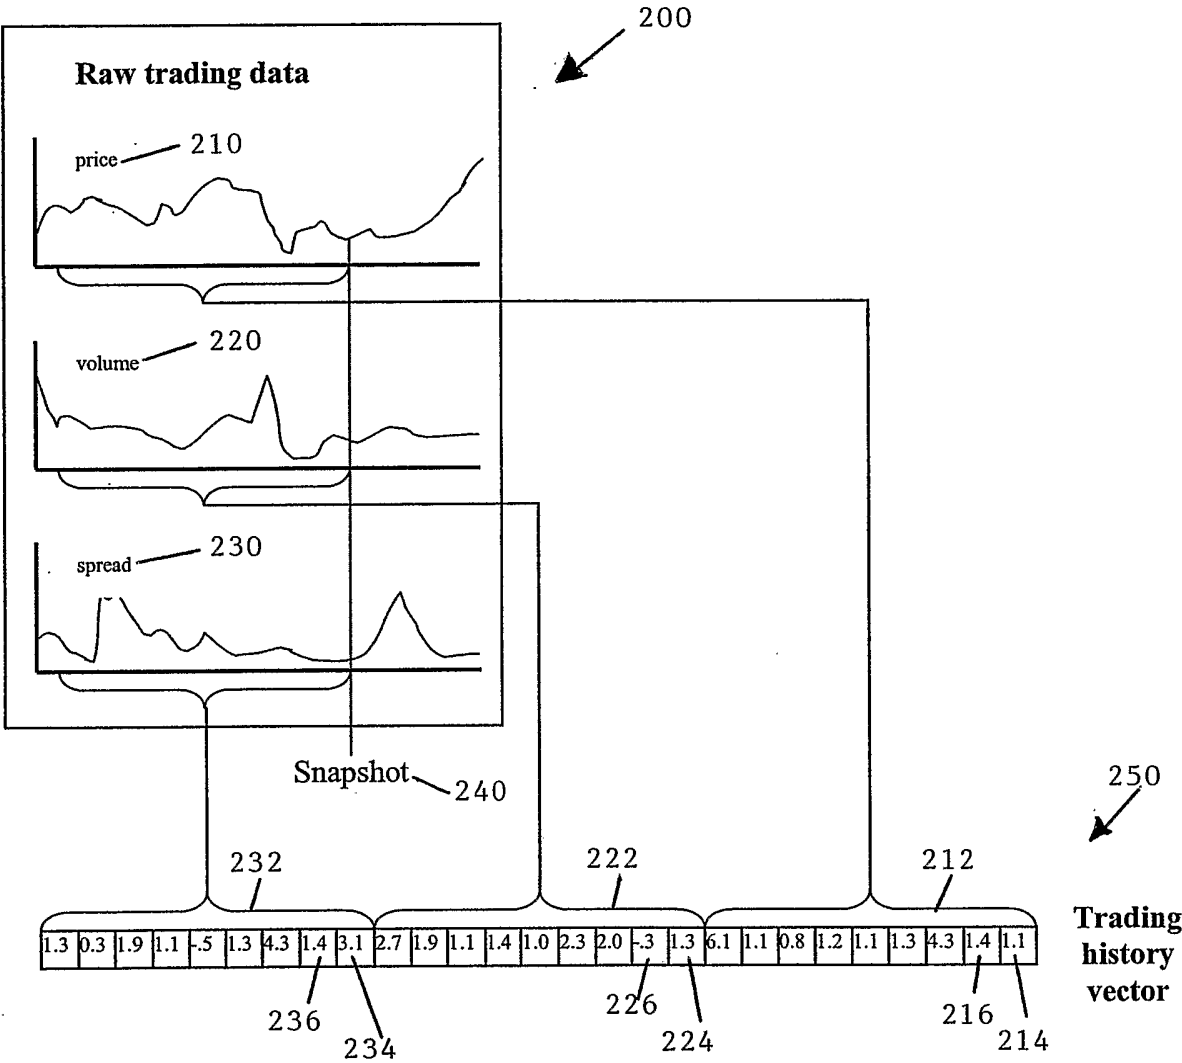 200
Raw trading data
price 210
volume 220
spread 230
Snapshot 240
250
232 222 212
1.3 0.3 1.9 1.1 -.5 1.3 4.3 1.4 3.1 2.7 1.9 1.1 1.4 1.0 2.3 2.0 -.3 1.3 6.1 1.1 0.8 1.2 1.1 1.3 4.3 1.4 1.1
Trading
history
vector
236 234 226 224 216 214